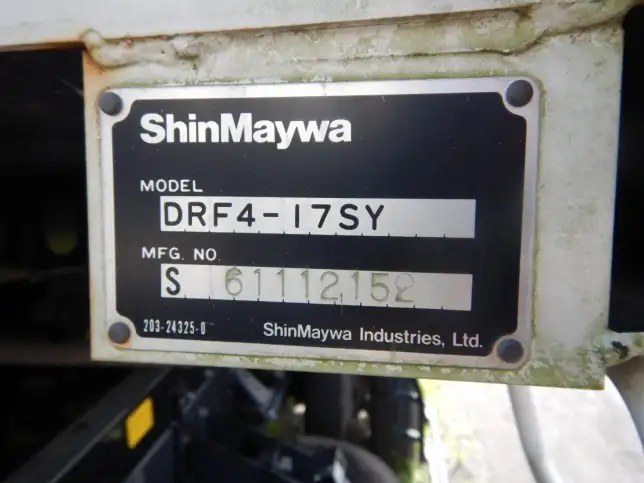 ShinMaywa
MODEL
DRF4-17SY
MFG. NO.
S 61112152
203-24325-0
ShinMaywa Industries, Ltd.